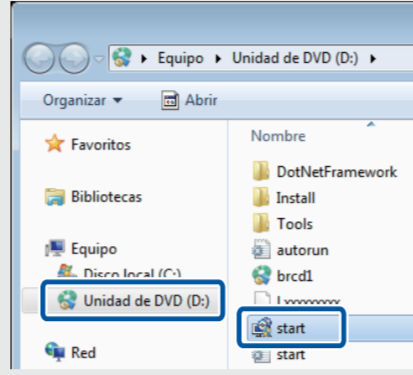 Equipo Unidad de DVD (D:)
Organizar Abrir
Favoritos
Bibliotecas
Equipo
Disco local (C:)
Unidad de DVD (D:)
Red
Nombre
DotNetFramework
Install
Tools
autorun
brcd1
Lxxxxxxxx
start
start